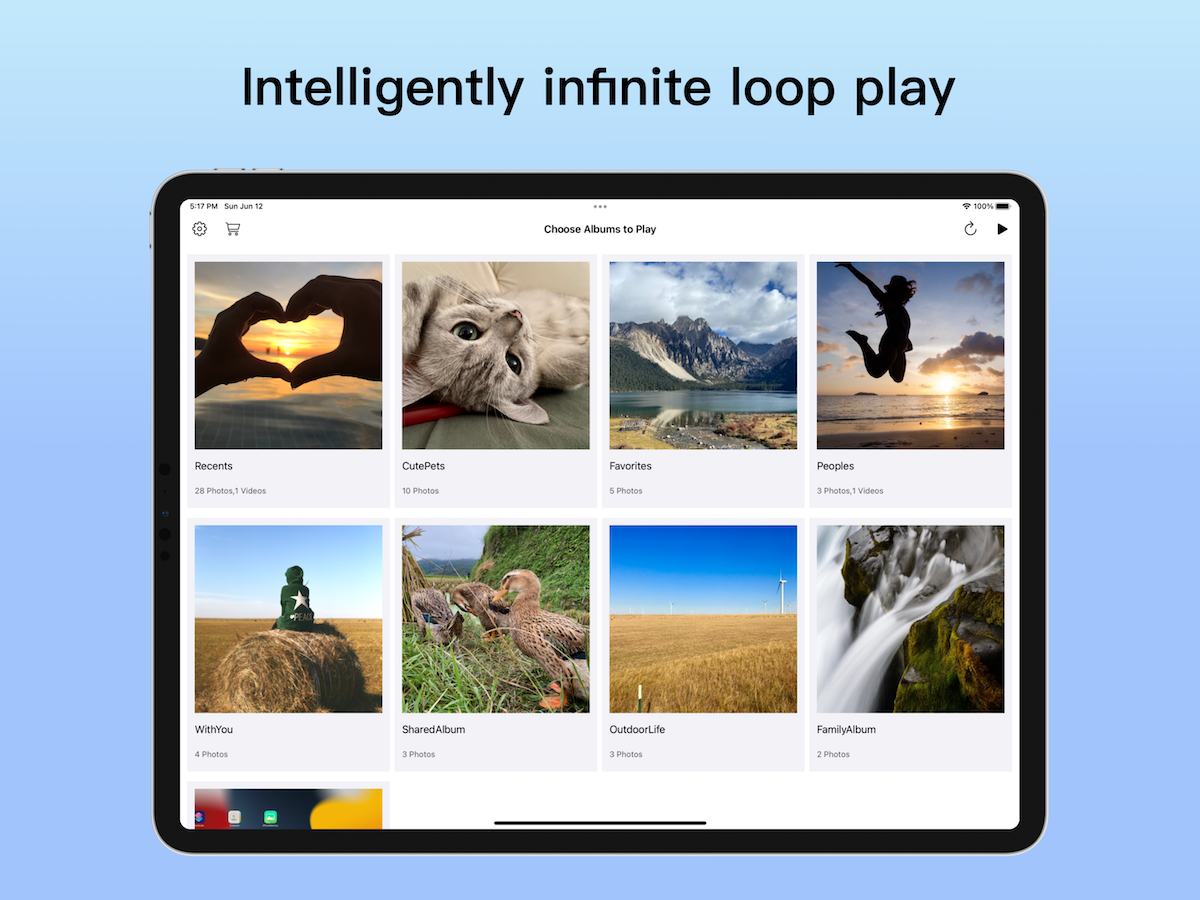 Intelligently infinite loop play
5:17 PM Sun Jun 12
100%
Choose Albums to Play
Recents
28 Photos,1 Videos
CutePets
10 Photos
Favorites
5 Photos
Peoples
3 Photos,1 Videos
PEACE
WithYou
4 Photos
SharedAlbum
3 Photos
OutdoorLife
3 Photos
FamilyAlbum
2 Photos